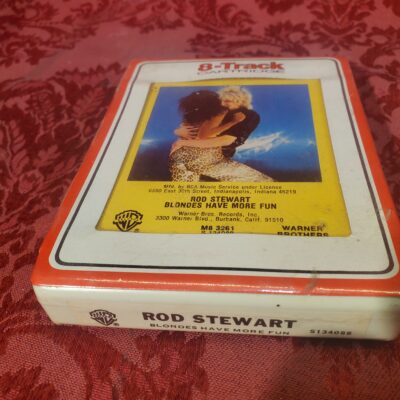 8-Track
CARTRIDGE
Mfd. by RCA Music Service under License
6550 East 30th Street, Indianapolis, Indiana 46219
ROD STEWART
BLONDES HAVE MORE FUN
Warner Bros. Records, Inc.
3300 Warner Blvd., Burbank, Calif. 91510
M8 3261
S 134088
WARNER
BROTHERS
ROD STEWART
BLONDES HAVE MORE FUN
S134088